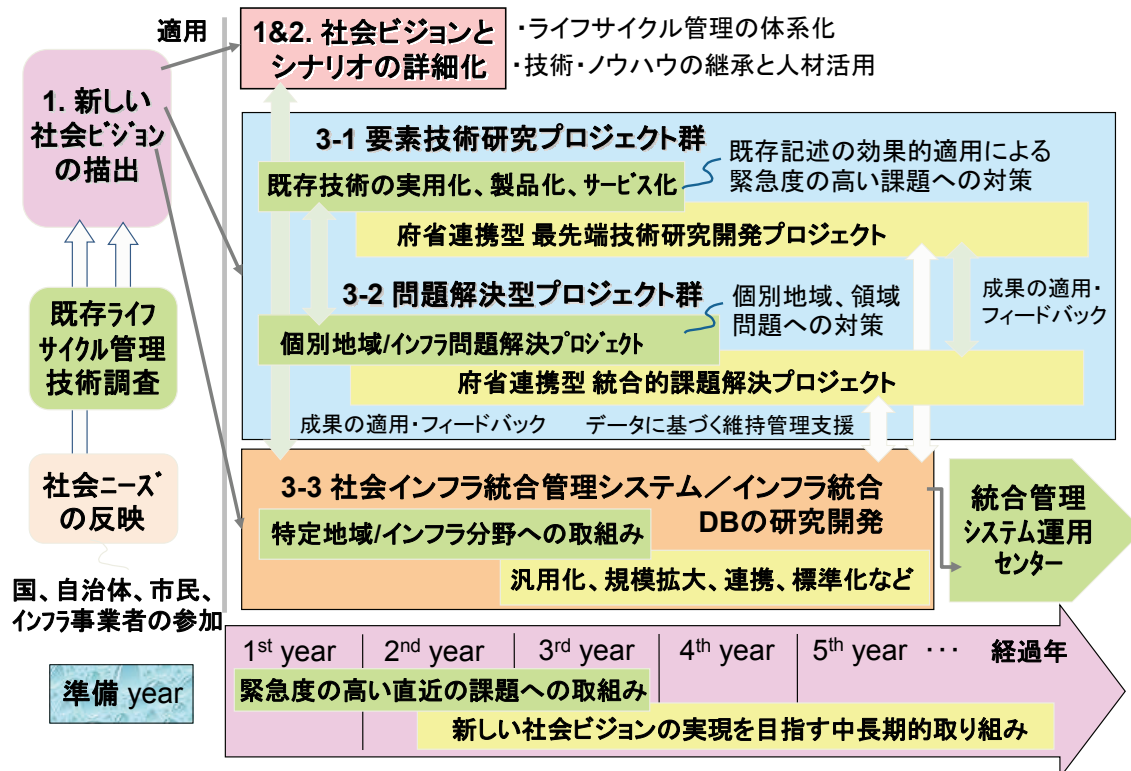 適用
1&2. 社会ビジョンと
シナリオの詳細化
・ライフサイクル管理の体系化
・技術・ノウハウの継承と人材活用
1. 新しい
社会ビジョン
の描出
既存ライフ
サイクル管理
技術調査
社会ニーズ
の反映
国、自治体、市民、
インフラ事業者の参加
3-1 要素技術研究プロジェクト群
既存技術の実用化、製品化、サービス化
既存記述の効果的適用による
緊急度の高い課題への対策
府省連携型 最先端技術研究開発プロジェクト
3-2 問題解決型プロジェクト群
個別地域、領域
問題への対策
成果の適用・
フィードバック
個別地域/インフラ問題解決プロジェクト
府省連携型 統合的課題解決プロジェクト
成果の適用・フィードバック
データに基づく維持管理支援
3-3 社会インフラ統合管理システム／インフラ統合
DBの研究開発
特定地域/インフラ分野への取組み
汎用化、規模拡大、連携、標準化など
統合管理
システム運用
センター
準備 year
1st year 2nd year 3rd year 4th year 5th year ・・・ 経過年
緊急度の高い直近の課題への取組み
新しい社会ビジョンの実現を目指す中長期的取り組み